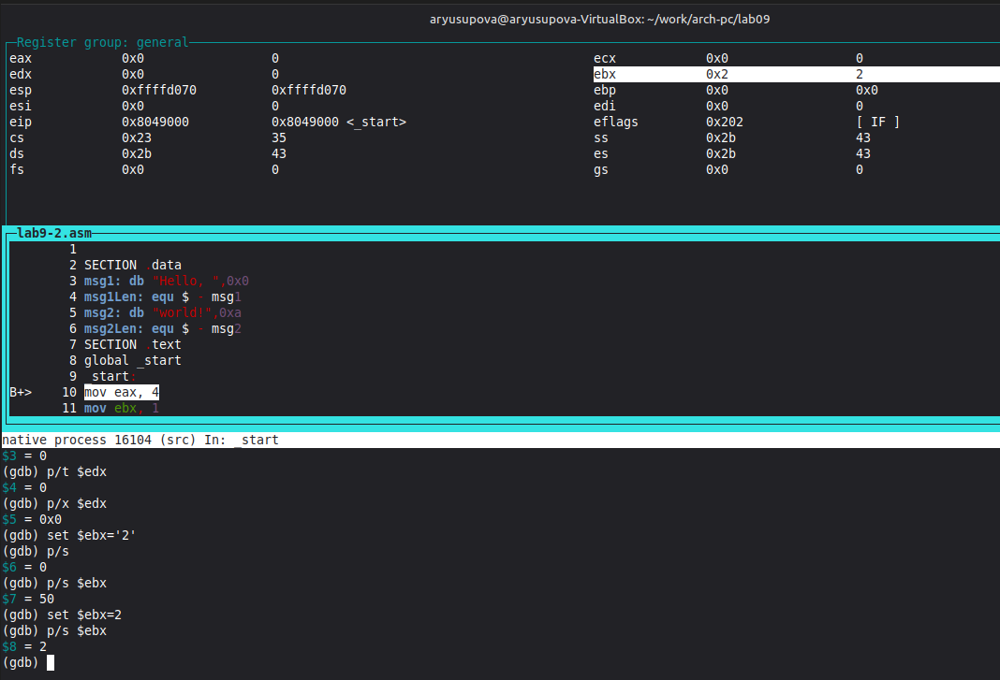 aryusupova@aryusupova-VirtualBox: ~/work/arch-pc/lab09
Register group: general
eax 0x0 0 ecx 0x0 0
edx 0x0 0 ebx 0x2 2
esp 0xffffd070 0xffffd070 ebp 0x0 0x0
esi 0x0 0 edi 0x0 0
eip 0x8049000 0x8049000 <_start> eflags 0x202 [ IF ]
cs 0x23 35 ss 0x2b 43
ds 0x2b 43 es 0x2b 43
fs 0x0 0 gs 0x0 0
lab9-2.asm
1
2 SECTION .data
3 msg1: db "Hello, ",0x0
4 msg1Len: equ $ - msg1
5 msg2: db "world!",0xa
6 msg2Len: equ $ - msg2
7 SECTION .text
8 global _start
9 _start:
B+> 10 mov eax, 4
11 mov ebx, 1
native process 16104 (src) In: _start
$3 = 0
(gdb) p/t $edx
$4 = 0
(gdb) p/x $edx
$5 = 0x0
(gdb) set $ebx='2'
(gdb) p/s
$6 = 0
(gdb) p/s $ebx
$7 = 50
(gdb) set $ebx=2
(gdb) p/s $ebx
$8 = 2
(gdb)